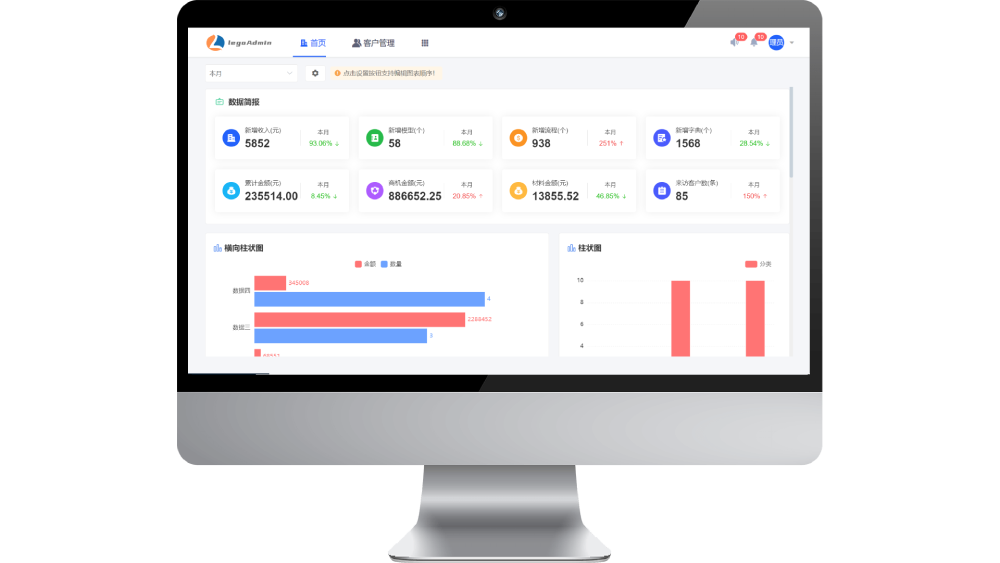 layuAdmin
首页
客户管理
10
10
管理员
本月
点击设置按钮支持编辑图表顺序!
数据简报
新增收入(元) 本月
5852 93.06% ↓
新增模型(个) 本月
58 88.68% ↓
新增流程(个) 本月
938 251% ↑
新增字典(个) 本月
1568 28.54% ↓
累计金额(元) 本月
235514.00 8.45% ↓
商机金额(元) 本月
886652.25 20.85% ↑
材料金额(元) 本月
13855.52 46.85% ↓
来访客户数(条) 本月
85 150% ↑
横向柱状图
金额 数量
数据四
345008
4
数据三
2288452
3
柱状图
分类
10
8
6
4